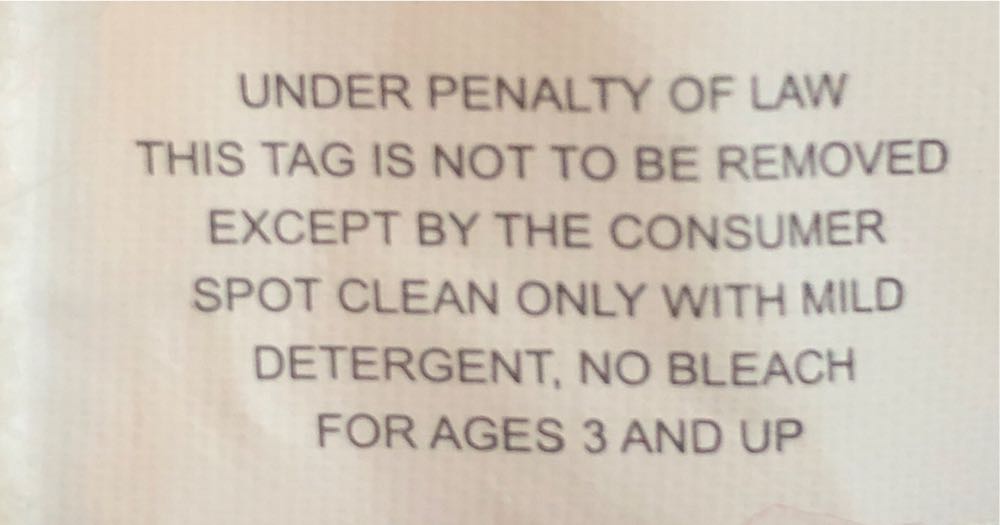 UNDER PENALTY OF LAW
THIS TAG IS NOT TO BE REMOVED
EXCEPT BY THE CONSUMER
SPOT CLEAN ONLY WITH MILD
DETERGENT, NO BLEACH
FOR AGES 3 AND UP